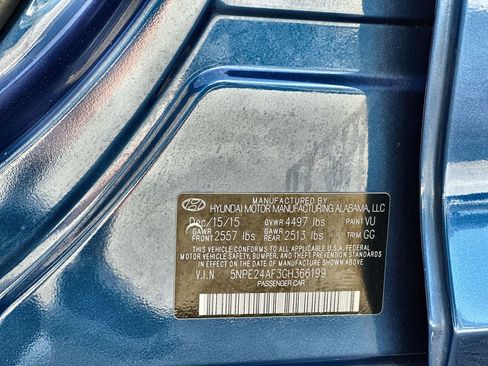 MANUFACTURED BY
HYUNDAI MOTOR MANUFACTURING ALABAMA, LLC
Dec/15/15 GVWR 4497 lbs PAINT VU
GAWR FRONT 2557 lbs GAWR REAR 2513 lbs TRIM GG
THIS VEHICLE CONFORMS TO ALL APPLICABLE U.S.A. FEDERAL
MOTOR VEHICLE SAFETY, BUMPER, AND THEFT PREVENTION STANDARDS
IN EFFECT ON THE DATE OF MANUFACTURE SHOWN ABOVE.
V.I.N 5NPE24AF3GH366199
PASSENGER CAR